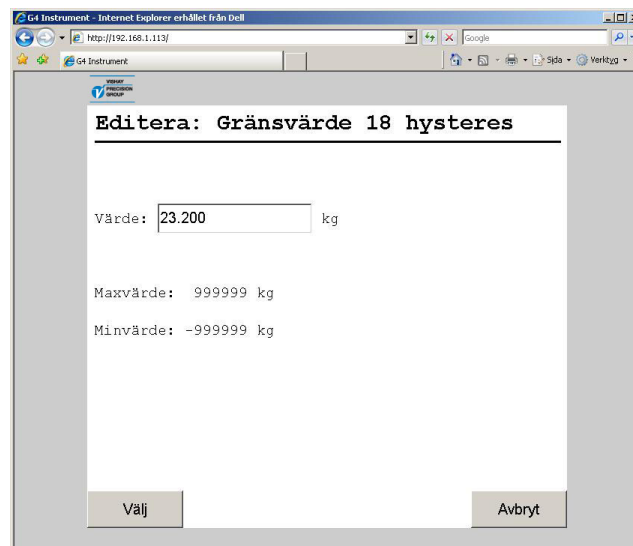 G4 Instrument - Internet Explorer erhållet från Dell
http://192.168.1.113/
Google
G4 Instrument
Sida
Verktyg
VISHAY
PRECISION
GROUP
Editera: Gränsvärde 18 hysteres
Värde: 23.200 kg
Maxvärde: 999999 kg
Minvärde: -999999 kg
Välj Avbryt